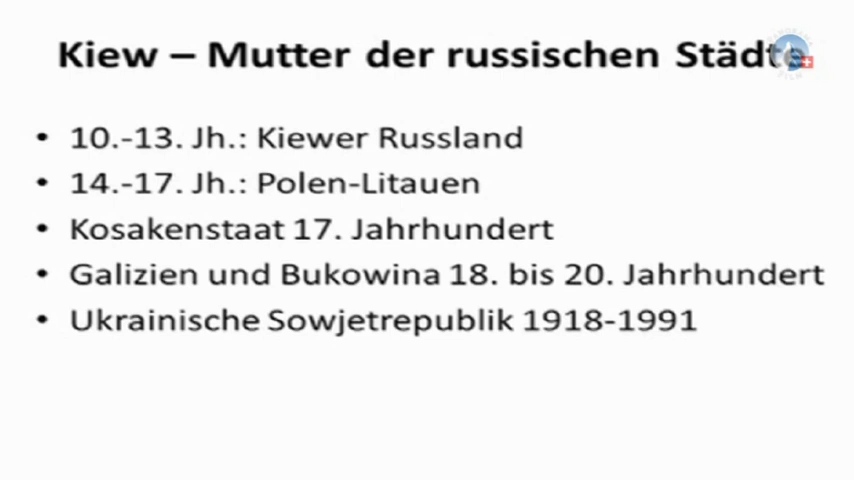 Kiew – Mutter der russischen Städte
• 10.-13. Jh.: Kiewer Russland
• 14.-17. Jh.: Polen-Litauen
• Kosakenstaat 17. Jahrhundert
• Galizien und Bukowina 18. bis 20. Jahrhundert
• Ukrainische Sowjetrepublik 1918-1991